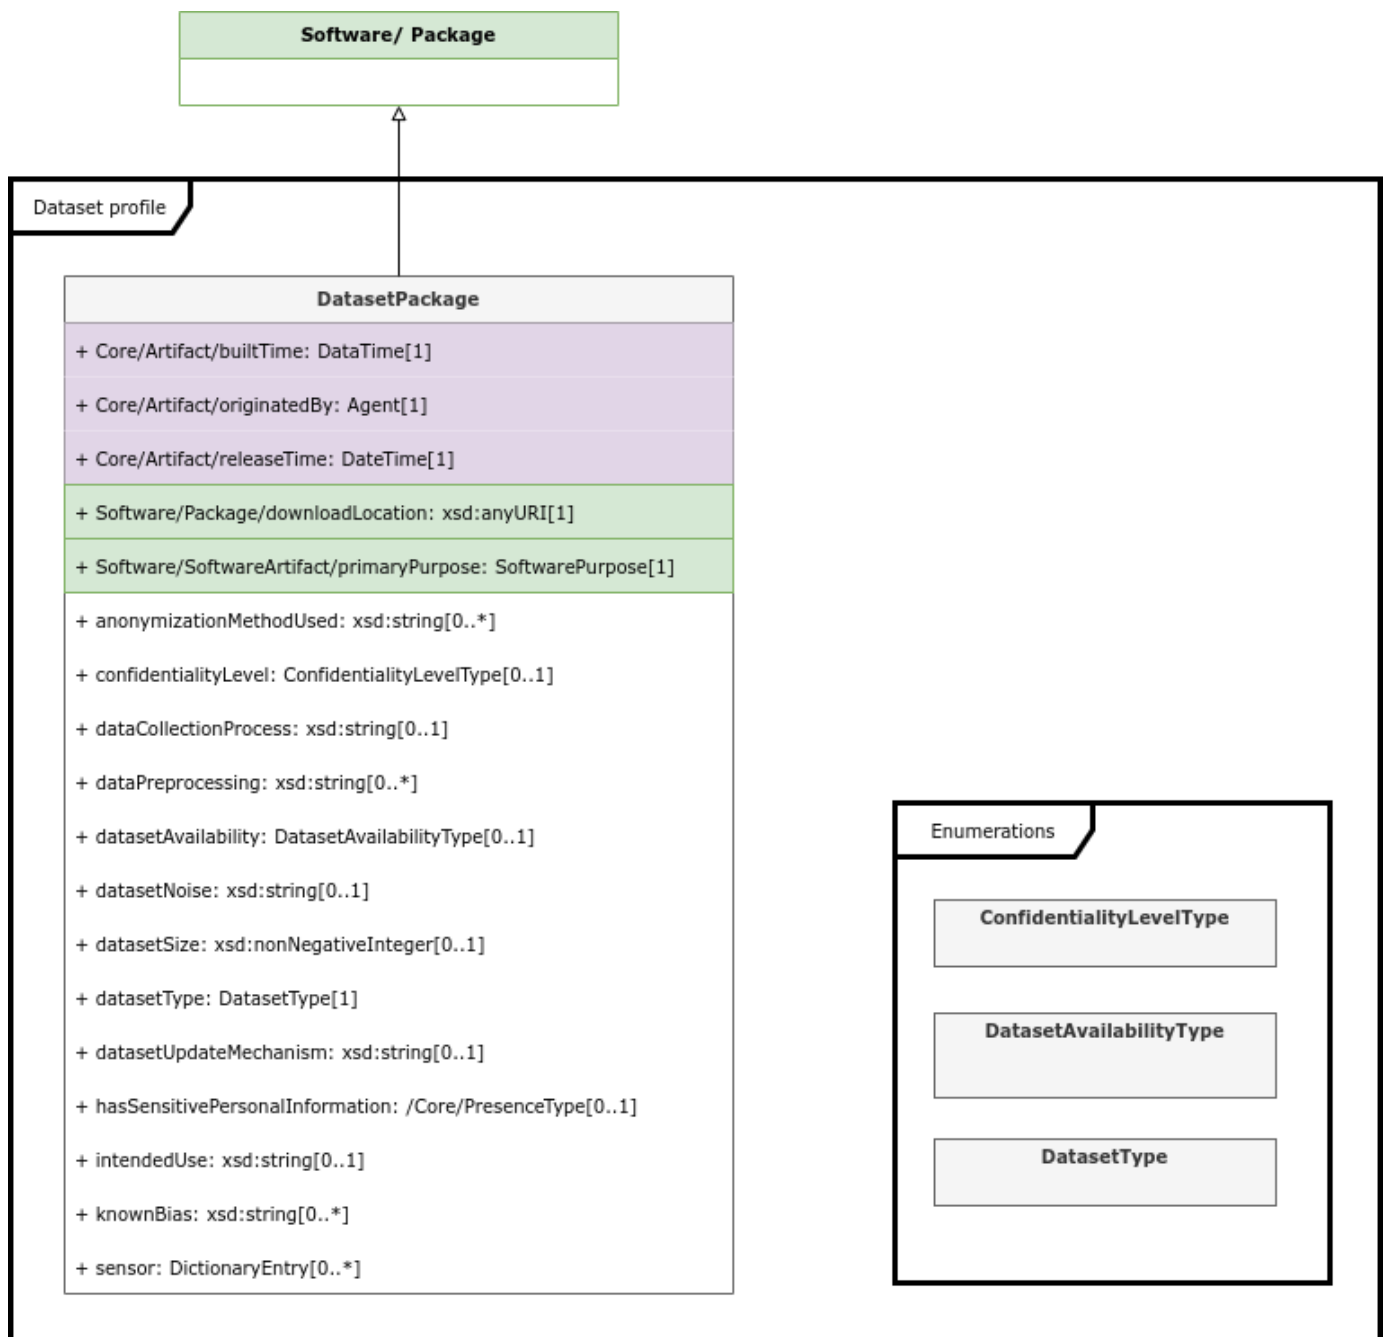 Software/ Package
Dataset profile
DatasetPackage
+ Core/Artifact/builtTime: DataTime[1]
+ Core/Artifact/originatedBy: Agent[1]
+ Core/Artifact/releaseTime: DateTime[1]
+ Software/Package/downloadLocation: xsd:anyURI[1]
+ Software/SoftwareArtifact/primaryPurpose: SoftwarePurpose[1]
+ anonymizationMethodUsed: xsd:string[0..*]
+ confidentialityLevel: ConfidentialityLevelType[0..1]
+ dataCollectionProcess: xsd:string[0..1]
+ dataPreprocessing: xsd:string[0..*]
+ datasetAvailability: DatasetAvailabilityType[0..1]
+ datasetNoise: xsd:string[0..1]
+ datasetSize: xsd:nonNegativeInteger[0..1]
+ datasetType: DatasetType[1]
+ datasetUpdateMechanism: xsd:string[0..1]
+ hasSensitivePersonalInformation: /Core/PresenceType[0..1]
+ intendedUse: xsd:string[0..1]
+ knownBias: xsd:string[0..*]
+ sensor: DictionaryEntry[0..*]
Enumerations
ConfidentialityLevelType
DatasetAvailabilityType
DatasetType